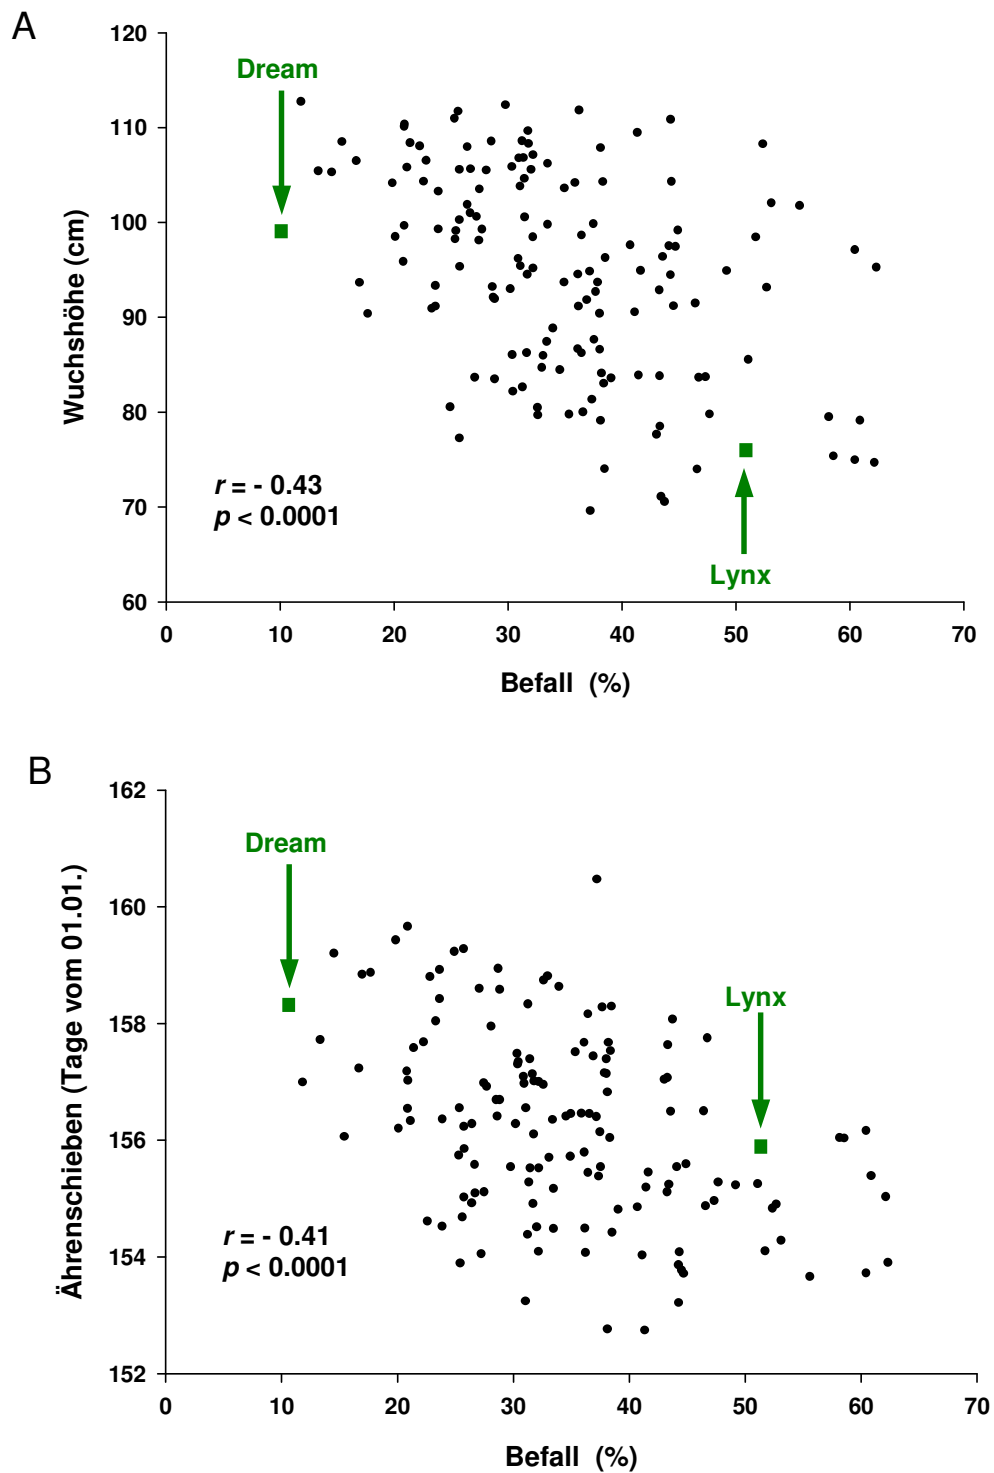 A
120
Dream
110
100
90
80
70
60
Wuchshöhe (cm)
r = - 0.43
p < 0.0001
Lynx
0 10 20 30 40 50 60 70
Befall (%)
B
162
Dream
160
Lynx
158
156
154
152
Ährenschieben (Tage vom 01.01.)
r = - 0.41
p < 0.0001
0 10 20 30 40 50 60 70
Befall (%)